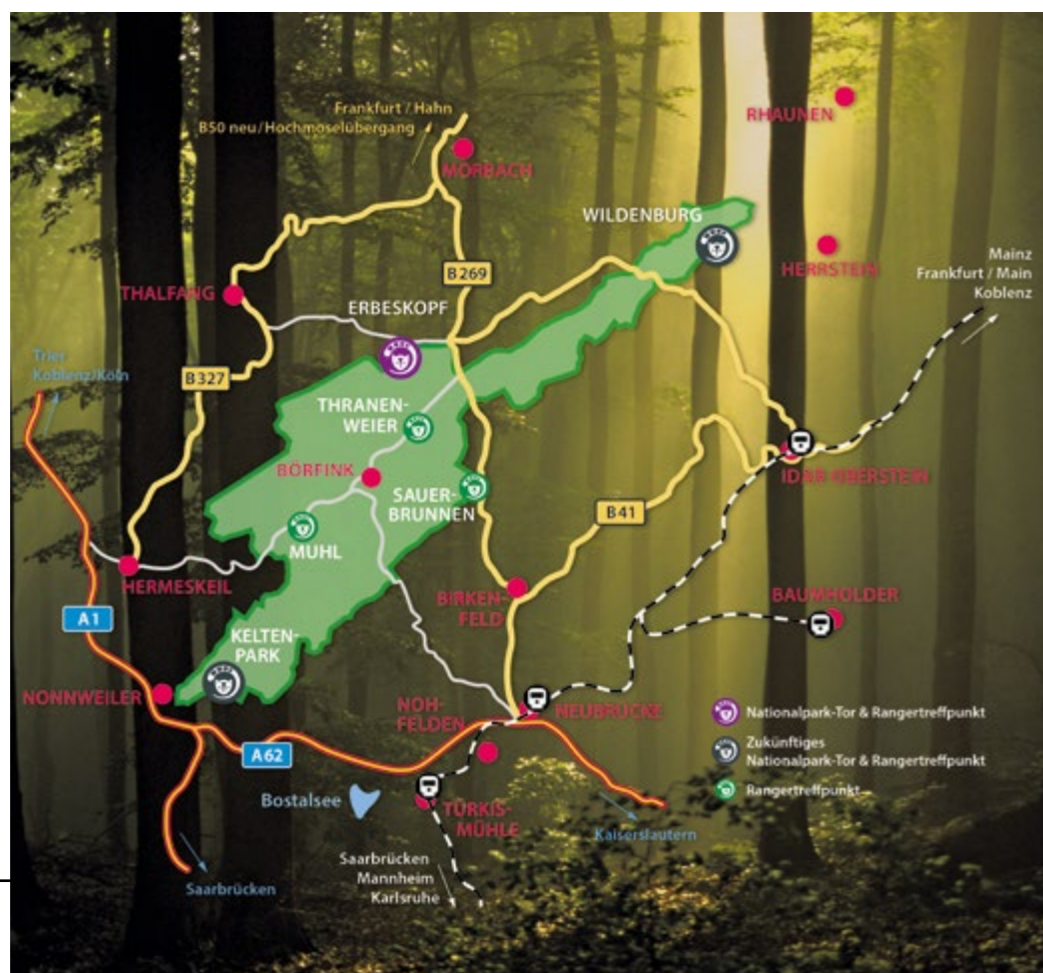 Frankfurt / Hahn
B50 neu/Hochmoselübergang
MORBACH
RHAUNEN
WILDENBURG
HERRSTEIN
Mainz
Frankfurt / Main
Koblenz
B269
THALFANG
ERBESKOPF
Trier
Koblenz/Köln
B327
THRANEN-
WEIER
BÖRFINK
SAUER-
BRUNNEN
IDAR-OBERSTEIN
B41
MUHL
HERMESKEIL
BIRKEN-
FELD
BAUMHOLDER
A1
KELTEN-
PARK
NONNWEILER
NOH-
FELDEN
NEUBRÜCKE
Nationalpark-Tor & Rangertreffpunkt
Zukünftiges
Nationalpark-Tor & Rangertreffpunkt
Rangertreffpunkt
A62
Bostalsee
TÜRKIS-
MÜHLE
Kaiserslautern
Saarbrücken
Mannheim
Karlsruhe
Saarbrücken